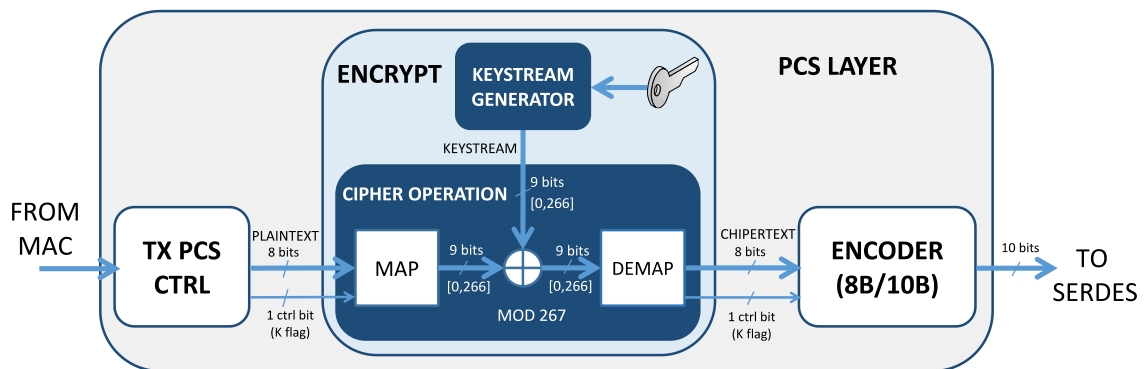 ENCRYPT
KEYSTREAM
GENERATOR
PCS LAYER
KEYSTREAM
CIPHER OPERATION
9 bits
[0,266]
FROM
MAC
TX PCS
CTRL
PLAINTEXT
8 bits
1 ctrl bit
(K flag)
MAP
9 bits
[0,266]
9 bits
[0,266]
MOD 267
DEMAP
CHIPERTEXT
8 bits
1 ctrl bit
(K flag)
ENCODER
(8B/10B)
10 bits
TO
SERDES